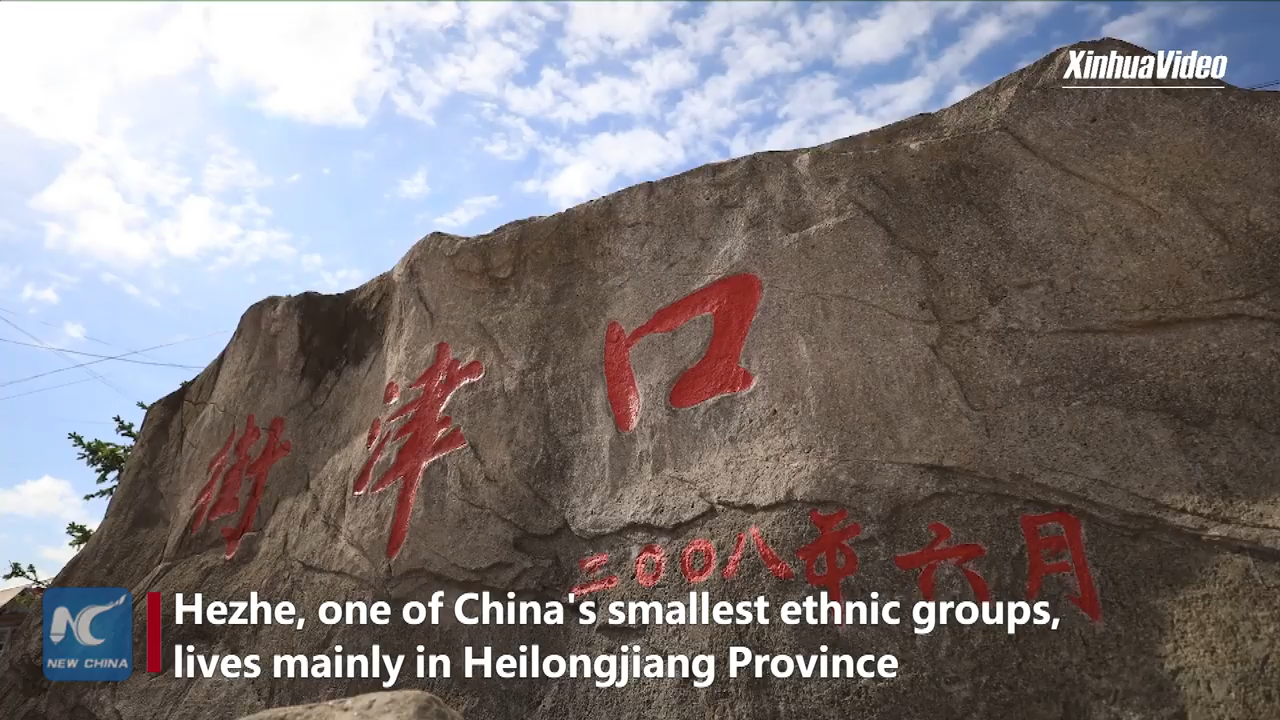 XinhuaVideo
街津口
二〇〇八年六月
Hezhe, one of China's smallest ethnic groups,
lives mainly in Heilongjiang Province
NC
NEW CHINA